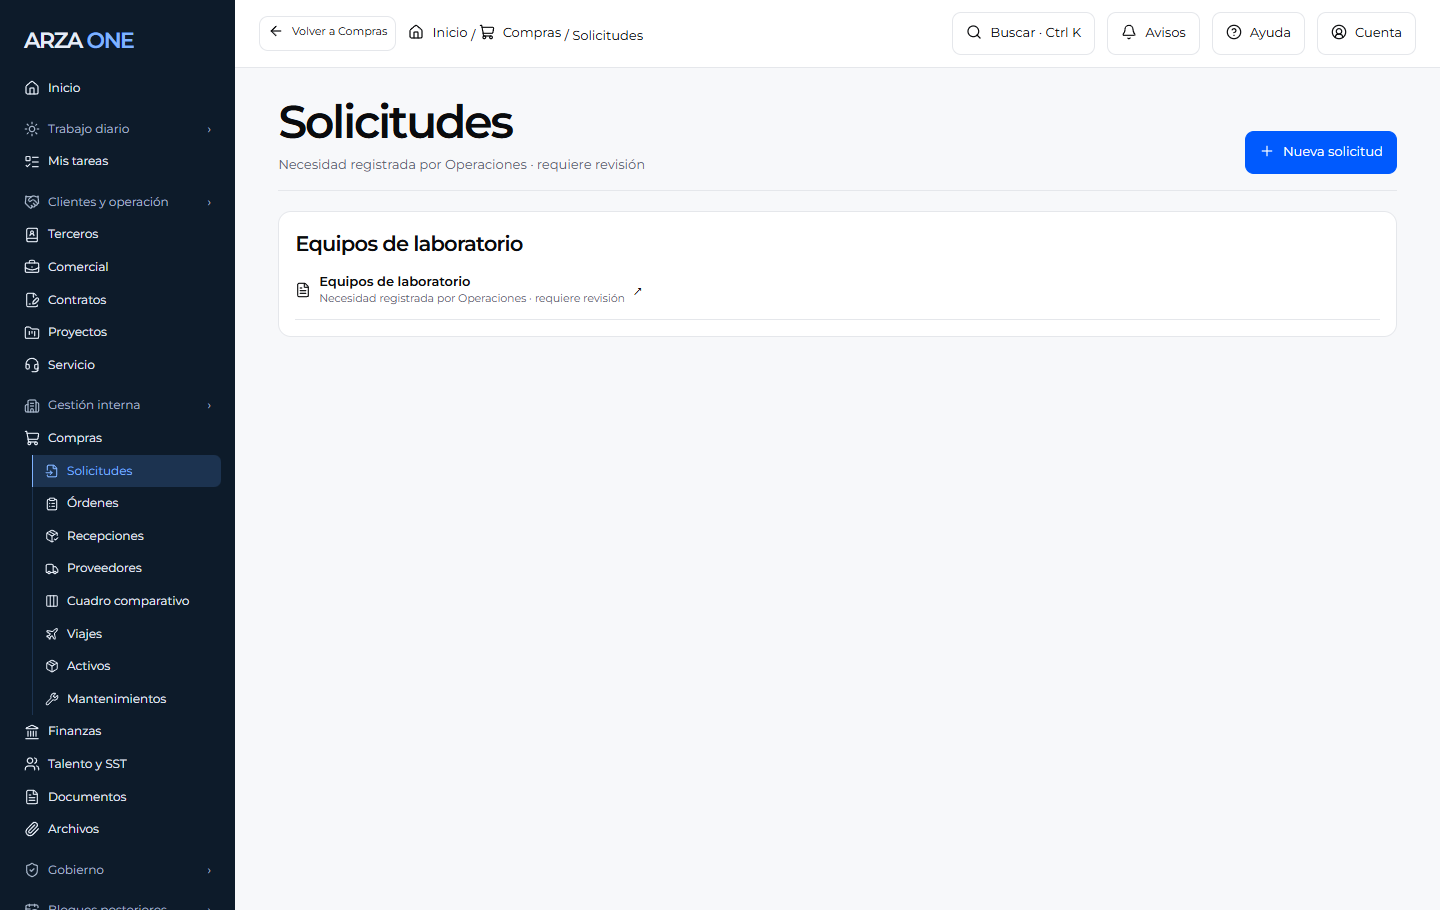 ARZA ONE
Inicio
Trabajo diario
Mis tareas
Clientes y operación
Terceros
Comercial
Contratos
Proyectos
Servicio
Gestión interna
Compras
Solicitudes
Órdenes
Recepciones
Proveedores
Cuadro comparativo
Viajes
Activos
Mantenimientos
Finanzas
Talento y SST
Documentos
Archivos
Gobierno
Bloques posteriores
Volver a Compras
Inicio / Compras / Solicitudes
Buscar · Ctrl K
Avisos
Ayuda
Cuenta
Solicitudes
Necesidad registrada por Operaciones · requiere revisión
+ Nueva solicitud
Equipos de laboratorio
Equipos de laboratorio
Necesidad registrada por Operaciones · requiere revisión ↗